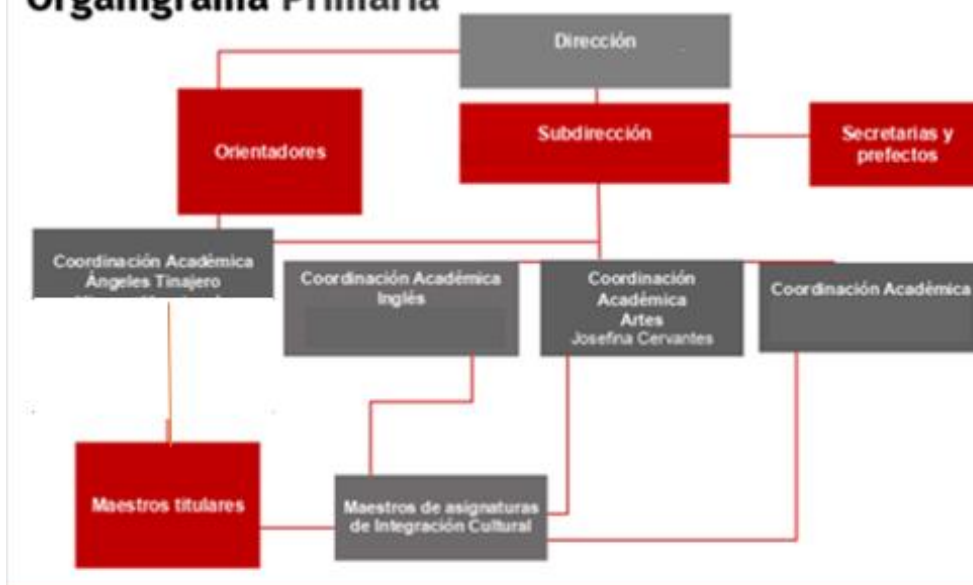 Organigrama Primaria
Dirección
Subdirección
Secretarias y
prefectos
Orientadores
Coordinación Académica
Ángeles Tinajero
Coordinación Académica
Inglés
Coordinación
Académica
Artes
Josefina Cervantes
Coordinación Académica
Maestros titulares
Maestros de asignaturas
de Integración Cultural